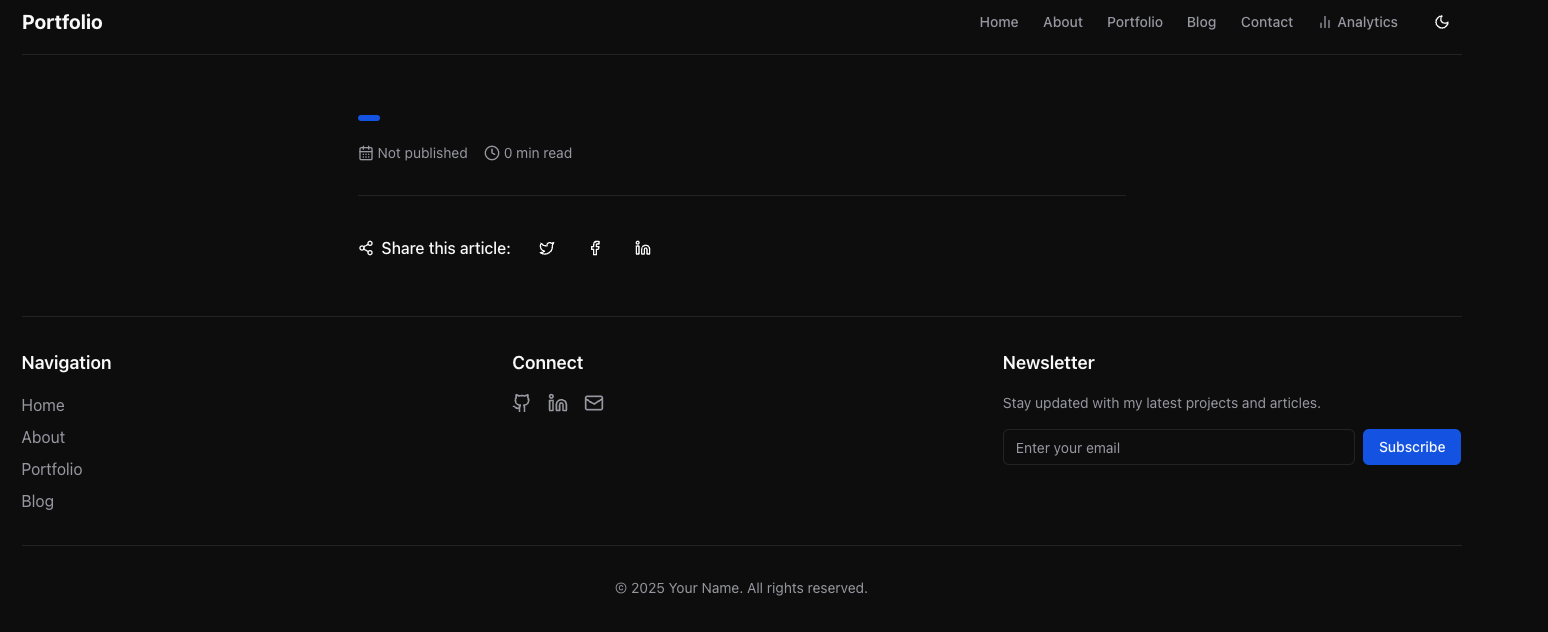 Portfolio Home About Portfolio Blog Contact Analytics
Not published 0 min read
Share this article:
Navigation
Home
About
Portfolio
Blog
Connect
Newsletter
Stay updated with my latest projects and articles.
Enter your email Subscribe
© 2025 Your Name. All rights reserved.